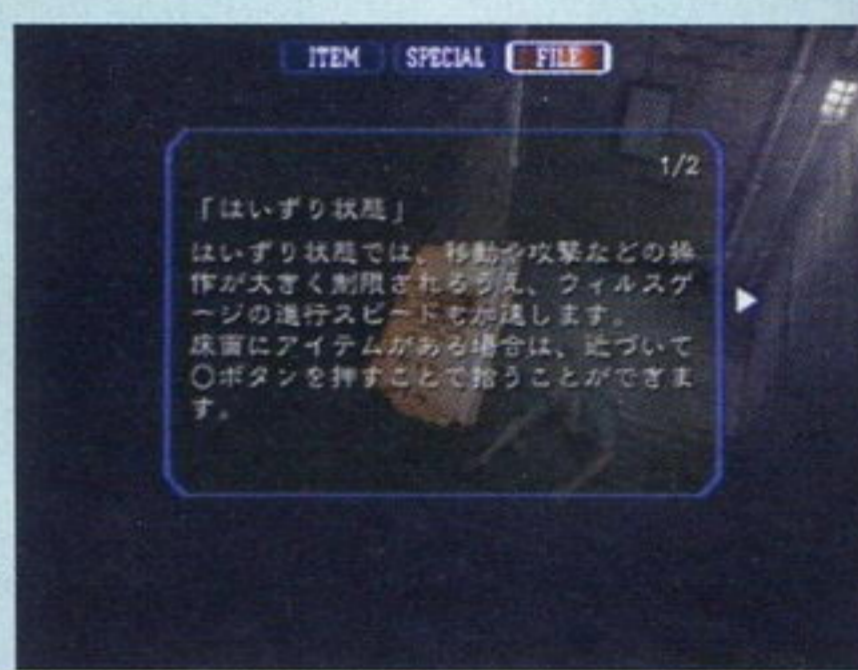 ITEM SPECIAL FILE
1/2
「はいずり状態」
はいずり状態では、移動や攻撃などの操
作が大きく制限されるうえ、ウィルスゲ
ージの進行スピードも加速します。
床面にアイテムがある場合は、近づいて
○ボタンを押すことで拾うことができま
す。